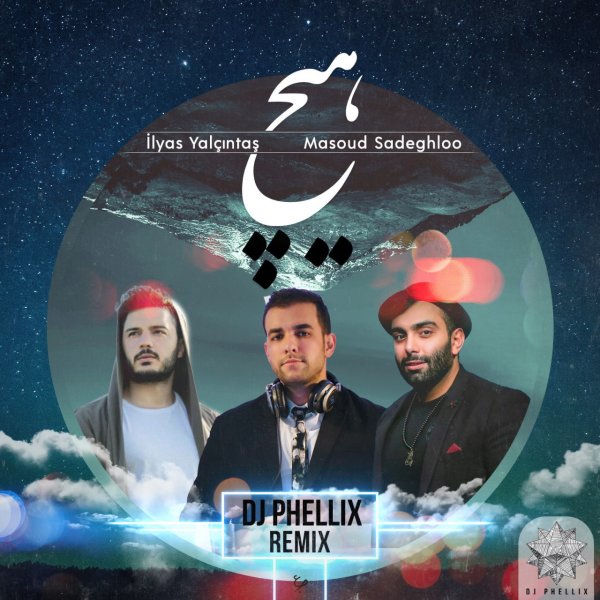 هیچ
İlyas Yalçıntaş Masoud Sadeghloo
DJ PHELLIX
REMIX
DJ PHELLIX